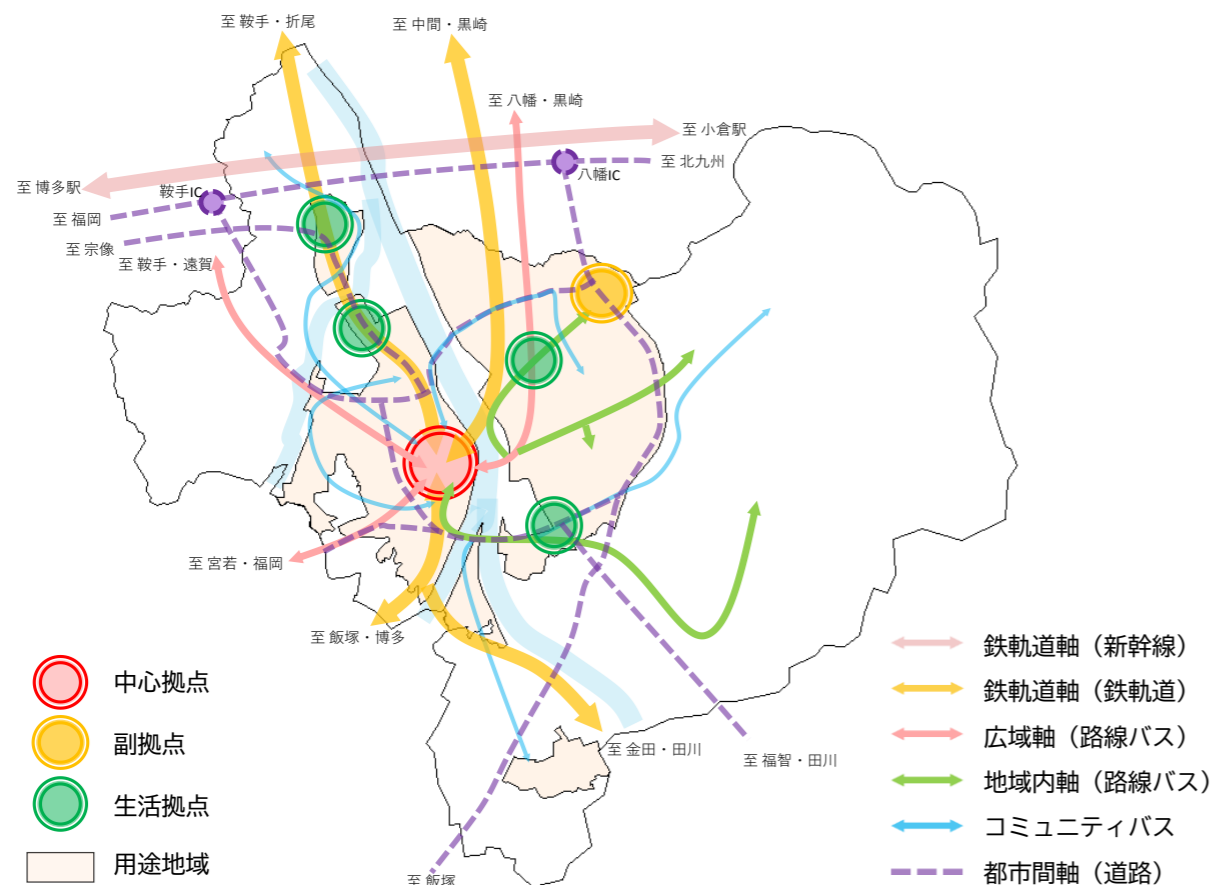 至 鞍手・折尾
至 中間・黒崎
至 八幡・黒崎
至 小倉駅
至 北九州
八幡IC
至 博多駅
鞍手IC
至 福岡
至 宗像
至 鞍手・遠賀
至 宮若・福岡
至 飯塚・博多
至 金田・田川
至 福智・田川
至 飯塚
中心拠点
副拠点
生活拠点
用途地域
鉄軌道軸（新幹線）
鉄軌道軸（鉄軌道）
広域軸（路線バス）
地域内軸（路線バス）
コミュニティバス
都市間軸（道路）